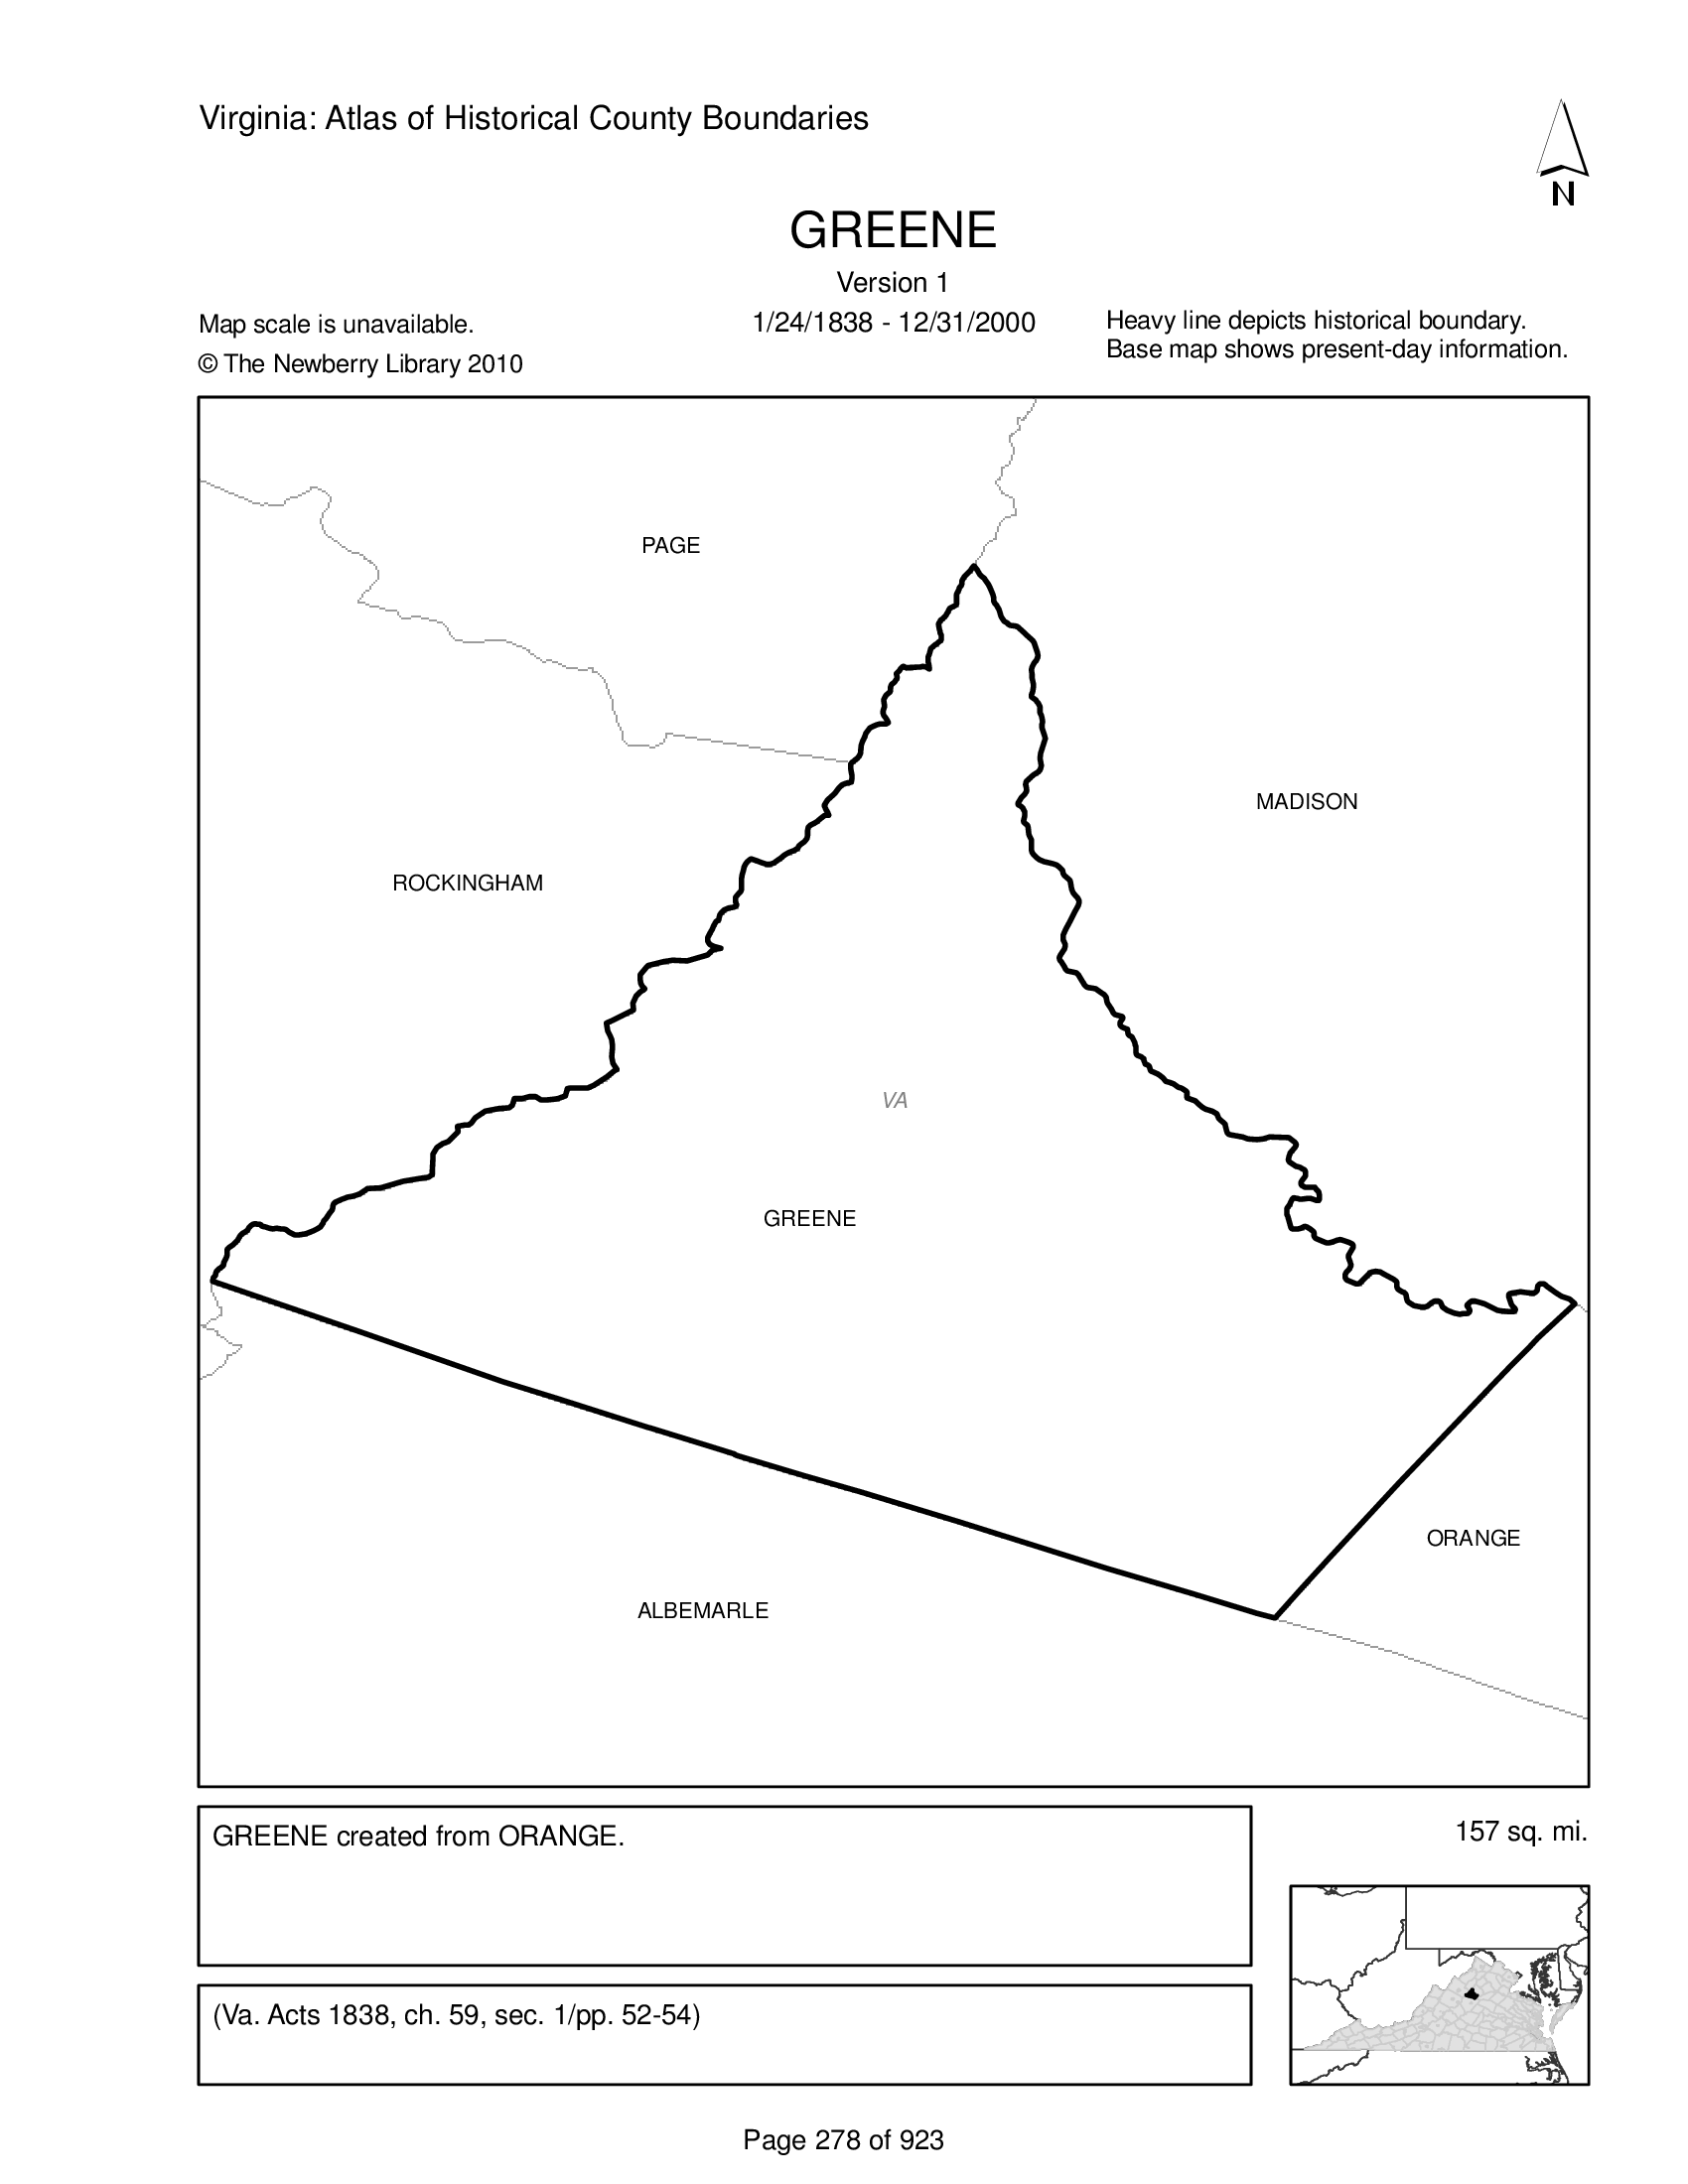 Virginia: Atlas of Historical County Boundaries
N
GREENE
Version 1
1/24/1838 - 12/31/2000
Map scale is unavailable.
© The Newberry Library 2010
Heavy line depicts historical boundary.
Base map shows present-day information.
PAGE
MADISON
ROCKINGHAM
VA
GREENE
ORANGE
ALBEMARLE
GREENE created from ORANGE.
157 sq. mi.
(Va. Acts 1838, ch. 59, sec. 1/pp. 52-54)
Page 278 of 923